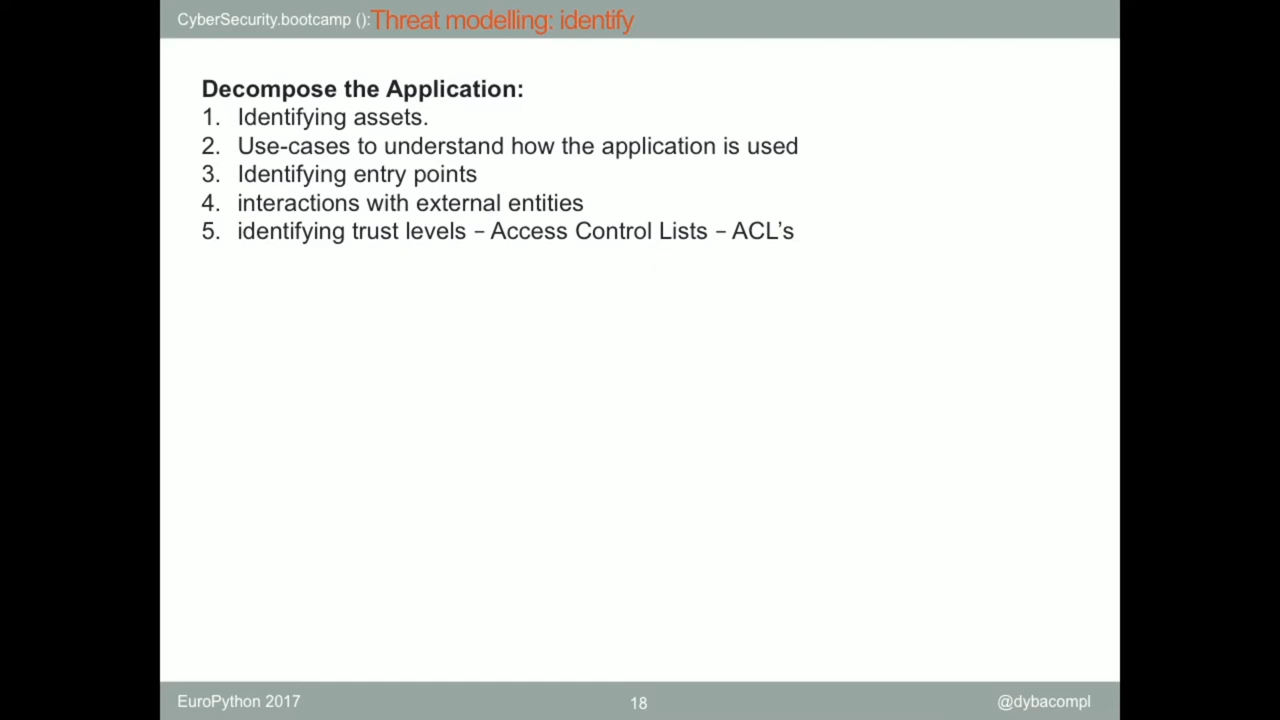 CyberSecurity.bootcamp ():Threat modelling: identify
Decompose the Application:
1. Identifying assets.
2. Use-cases to understand how the application is used
3. Identifying entry points
4. interactions with external entities
5. identifying trust levels – Access Control Lists – ACL’s
EuroPython 2017
18
@dybacompl